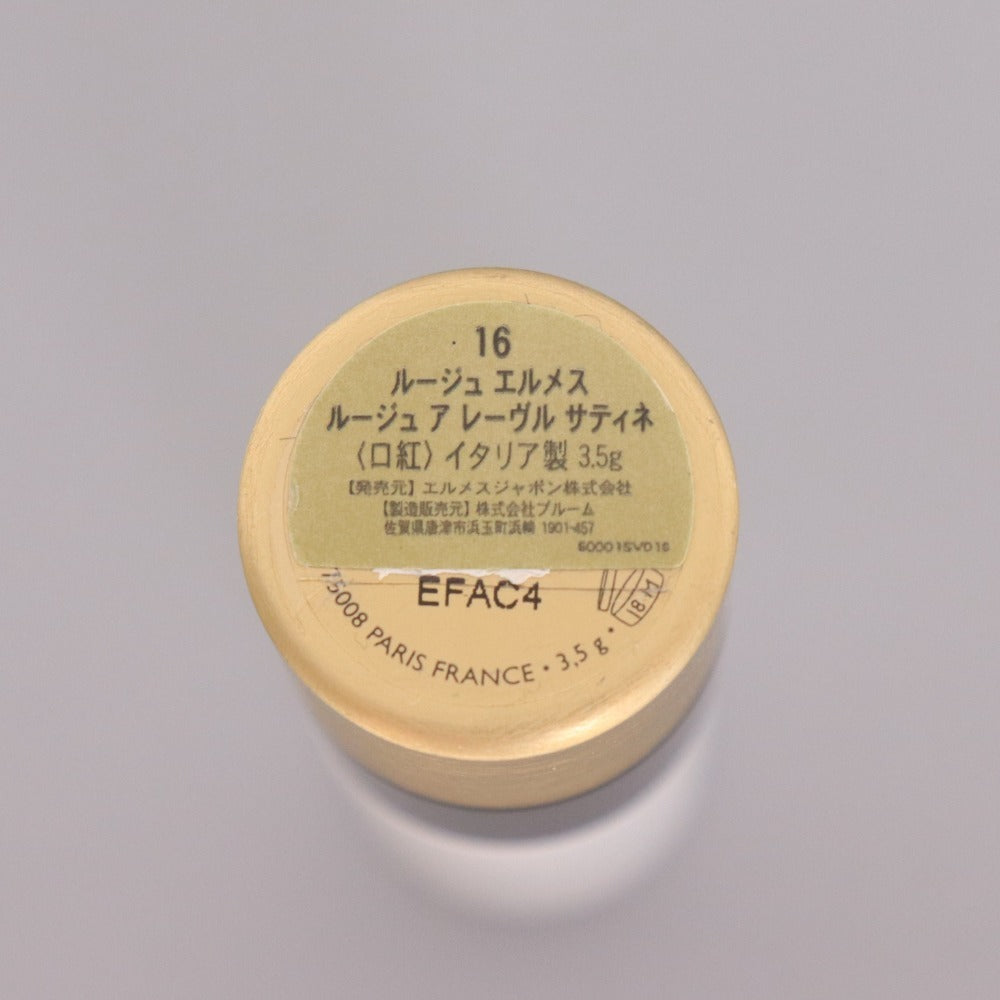 16
ルージュ エルメス
ルージュ ア レーヴル サティネ
〈口紅〉イタリア製 3.5g
【発売元】エルメスジャポン株式会社
【製造販売元】株式会社ブルーム
佐賀県唐津市浜玉町浜崎 1901-457
60001SVD16
EFAC4
75008 PARIS FRANCE • 3,5 g •
18 M